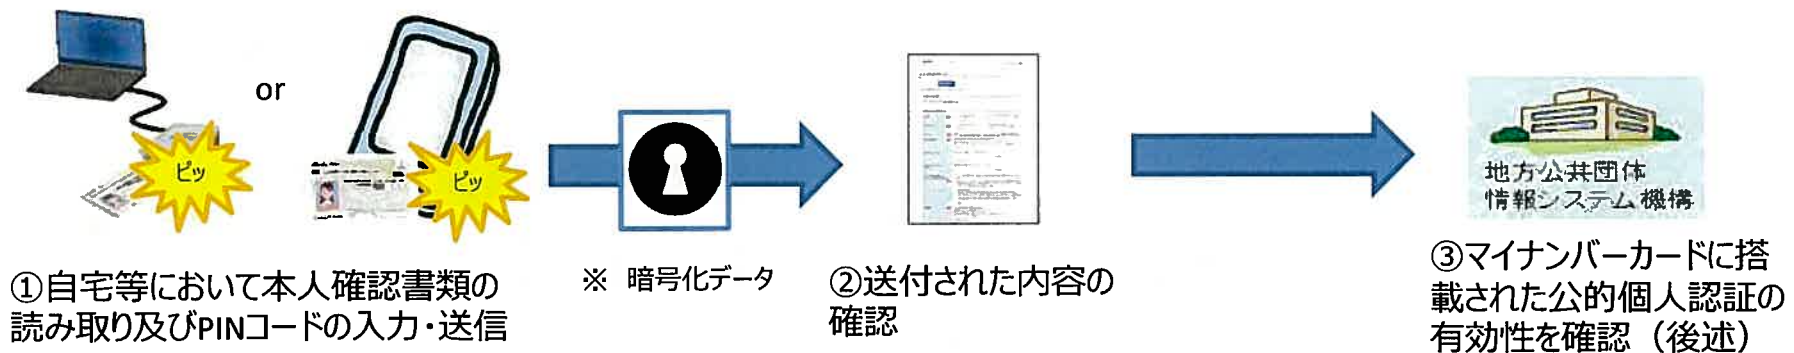 or
ピッ
ピッ
①自宅等において本人確認書類の
読み取り及びPINコードの入力・送信
※ 暗号化データ
②送付された内容の
確認
地方公共団体
情報システム機構
③マイナンバーカードに搭
載された公的個人認証の
有効性を確認（後述）